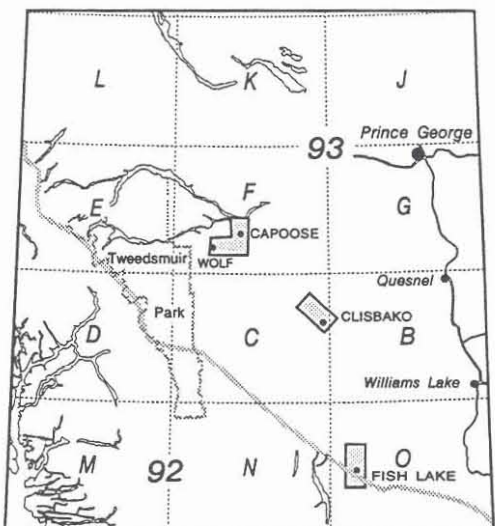 L
K
J
Prince George
93
E
F
G
CAPOOSE
Tweedsmuir
WOLF
Quesnel
Park
CLISBAKO
D
C
B
Williams Lake
M
92
N
O
FISH LAKE